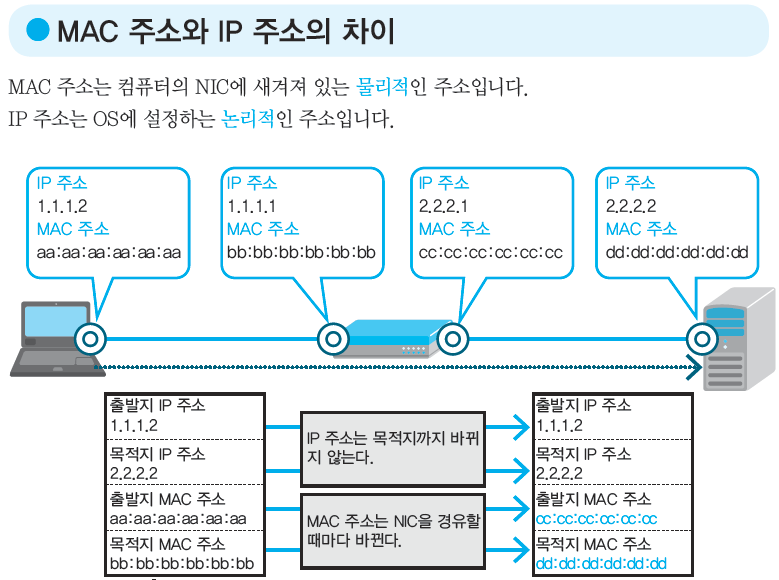 MAC 주소와 IP 주소의 차이
MAC 주소는 컴퓨터의 NIC에 새겨져 있는 물리적인 주소입니다.
IP 주소는 OS에 설정하는 논리적인 주소입니다.
IP 주소
1.1.1.2
MAC 주소
aa:aa:aa:aa:aa:aa
IP 주소
1.1.1.1
MAC 주소
bb:bb:bb:bb:bb:bb
IP 주소
2.2.2.1
MAC 주소
cc:cc:cc:cc:cc:cc
IP 주소
2.2.2.2
MAC 주소
dd:dd:dd:dd:dd:dd
출발지 IP 주소
1.1.1.2
목적지 IP 주소
2.2.2.2
출발지 MAC 주소
aa:aa:aa:aa:aa:aa
목적지 MAC 주소
bb:bb:bb:bb:bb:bb
IP 주소는 목적지까지 바뀌
지 않는다.
MAC 주소는 NIC을 경유할
때마다 바뀐다.
출발지 IP 주소
1.1.1.2
목적지 IP 주소
2.2.2.2
출발지 MAC 주소
cc:cc:cc:cc:cc:cc
목적지 MAC 주소
dd:dd:dd:dd:dd:dd